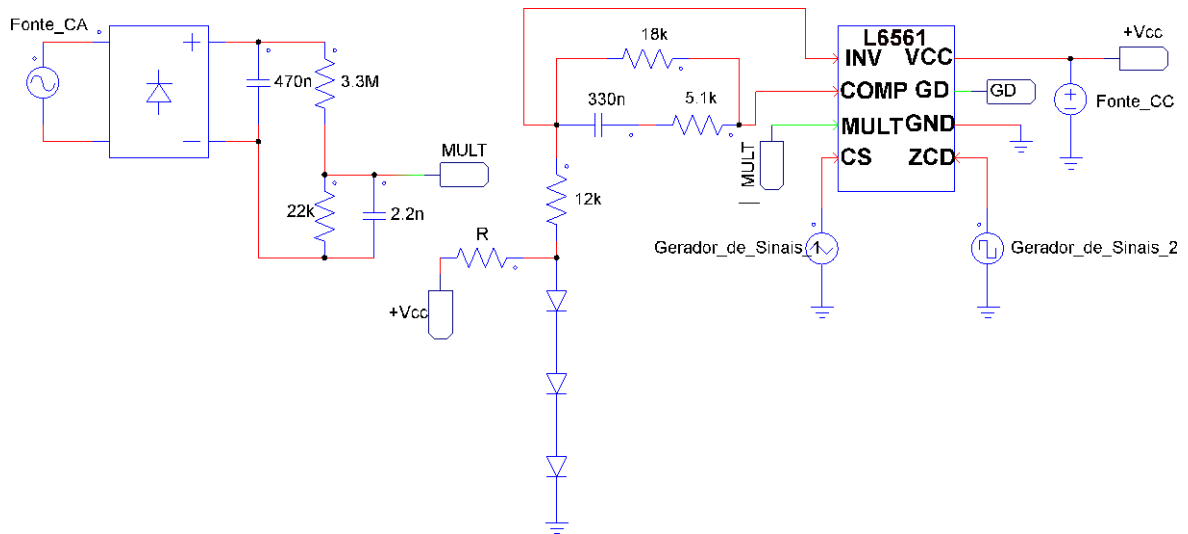 Fonte_CA
+
−
470n
3.3M
MULT
22k
2.2n
R
+Vcc
18k
330n
5.1k
12k
MULT
L6561
INV VCC
COMP GD
MULT GND
CS ZCD
GD
+Vcc
Fonte_CC
Gerador_de_Sinais_
Gerador_de_Sinais_2